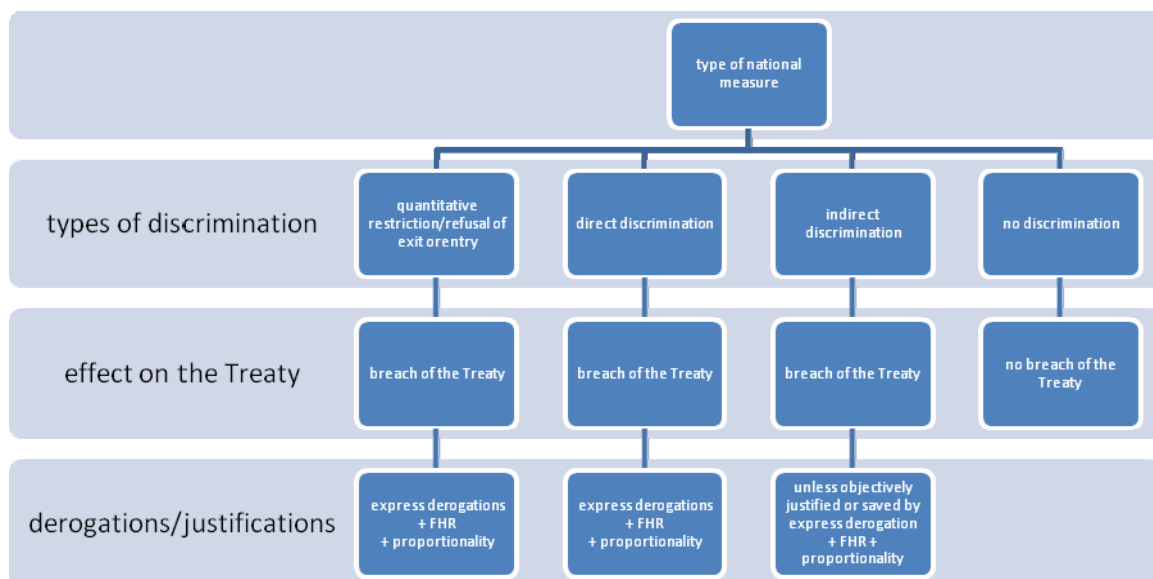 type of national
measure
types of discrimination
quantitative
restriction/refusal of
exit orentry
direct discrimination
indirect
discrimination
no discrimination
effect on the Treaty
breach of the Treaty
breach of the Treaty
breach of the Treaty
no breach of the
Treaty
derogations/justifications
express derogations
+ FHR
+ proportionality
express derogations
+ FHR
+ proportionality
unless objectively
justified or saved by
express derogation
+ FHR +
proportionality